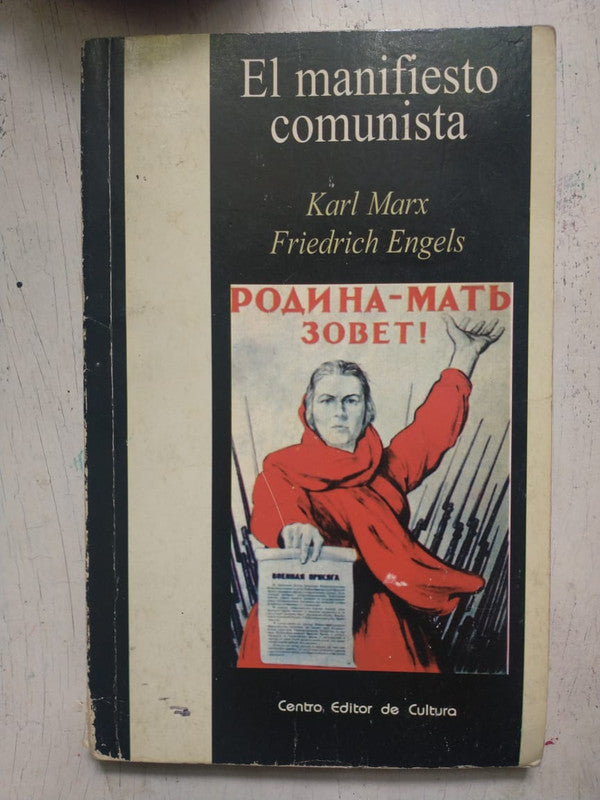 El manifiesto
comunista
Karl Marx
Friedrich Engels
РОДИНА-МАТЬ
ЗОВЕТ!
ВОЕННАЯ ПРИСЯГА
Centro Editor de Cultura